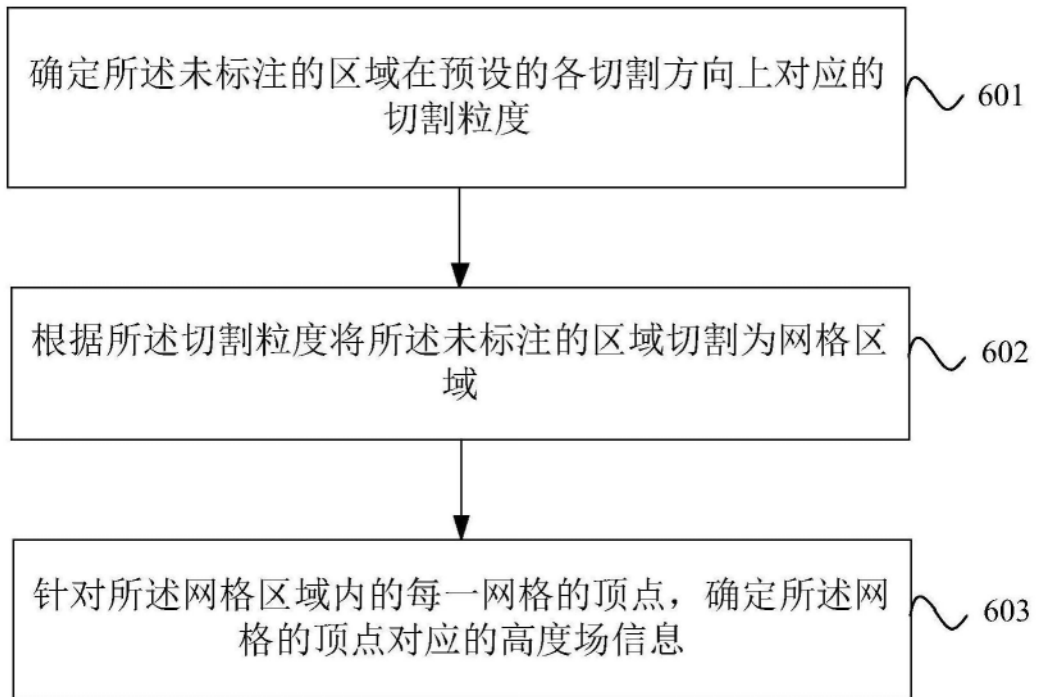 确定所述未标注的区域在预设的各切割方向上对应的
切割粒度
601
根据所述切割粒度将所述未标注的区域切割为网格区
域
602
针对所述网格区域内的每一网格的顶点，确定所述网
格的顶点对应的高度场信息
603